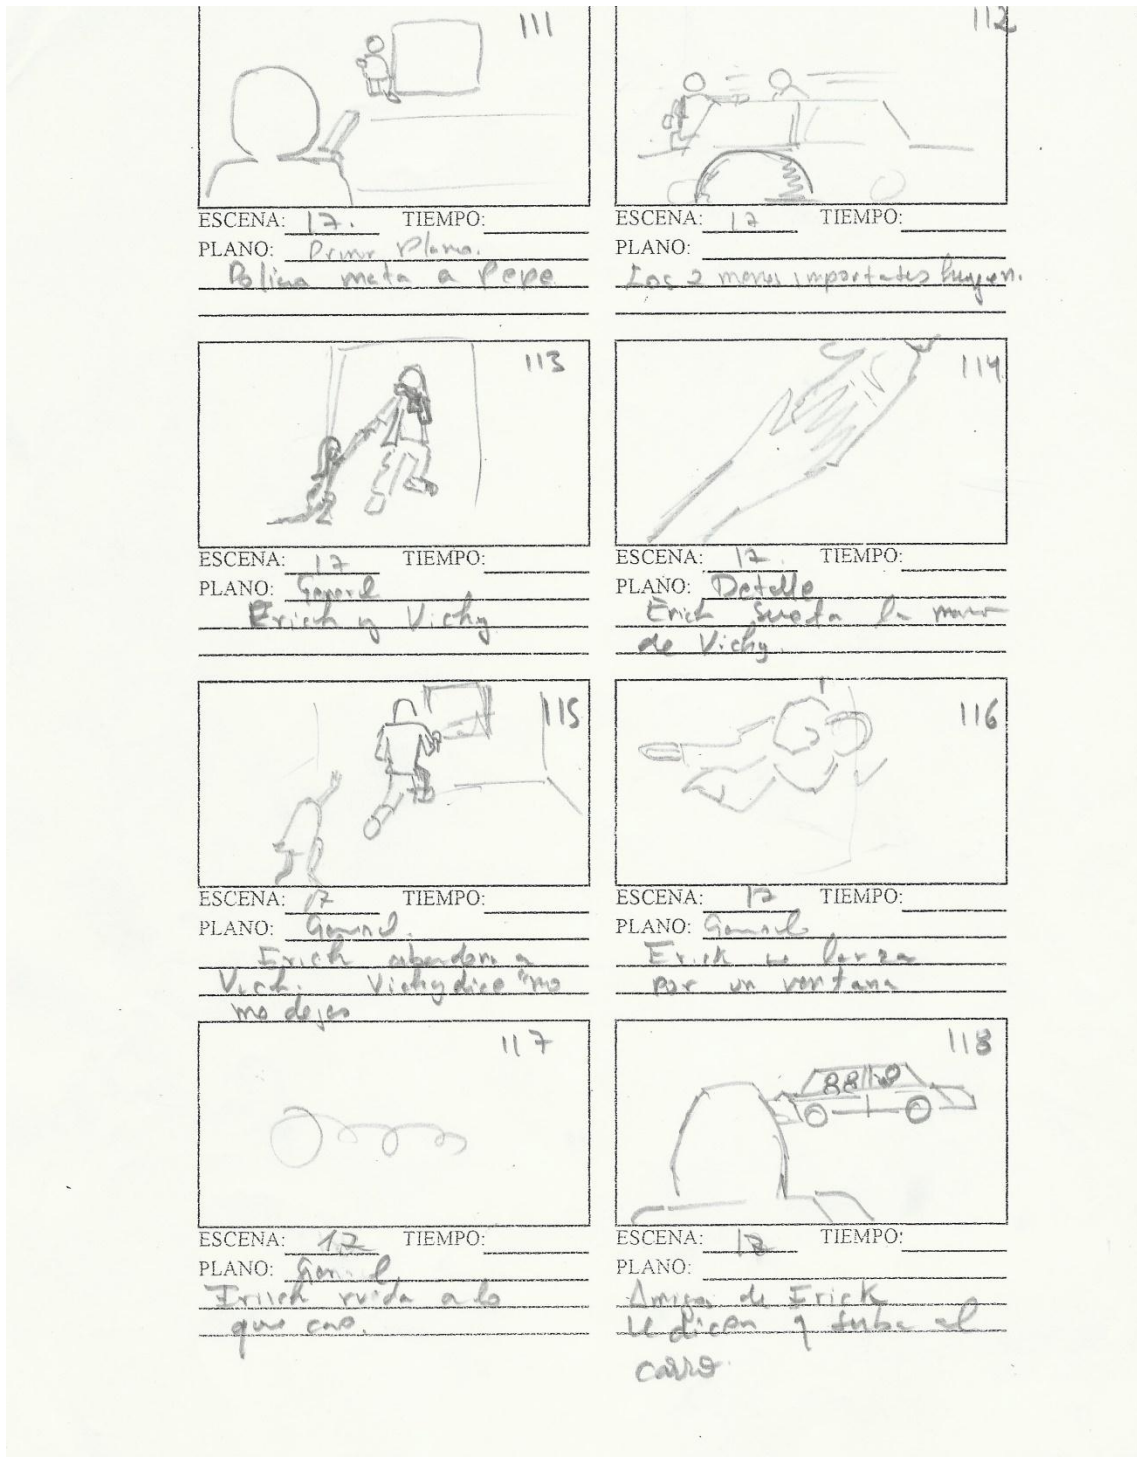 111
ESCENA: 17. TIEMPO:
PLANO: Primer Plano.
Policia mata a Pepe
112
ESCENA: 17 TIEMPO:
PLANO:
Los 2 menos importantes huyen.
113
ESCENA: 17 TIEMPO:
PLANO: General
Erick y Vichy
114
ESCENA: 17. TIEMPO:
PLANO: Detalle
Erick suelta la mano
de Vichy.
115
ESCENA: 17 TIEMPO:
PLANO: General.
Erick abandona a
Vich. Vichy dice "no
me dejes
116
ESCENA: 17 TIEMPO:
PLANO: General
Erick se lanza
por un ventana
117
ESCENA: 17 TIEMPO:
PLANO: General
Erick rueda a lo
que cae.
118
ESCENA: 17 TIEMPO:
PLANO:
Amigos de Erick
le dicen q suba al
carro.